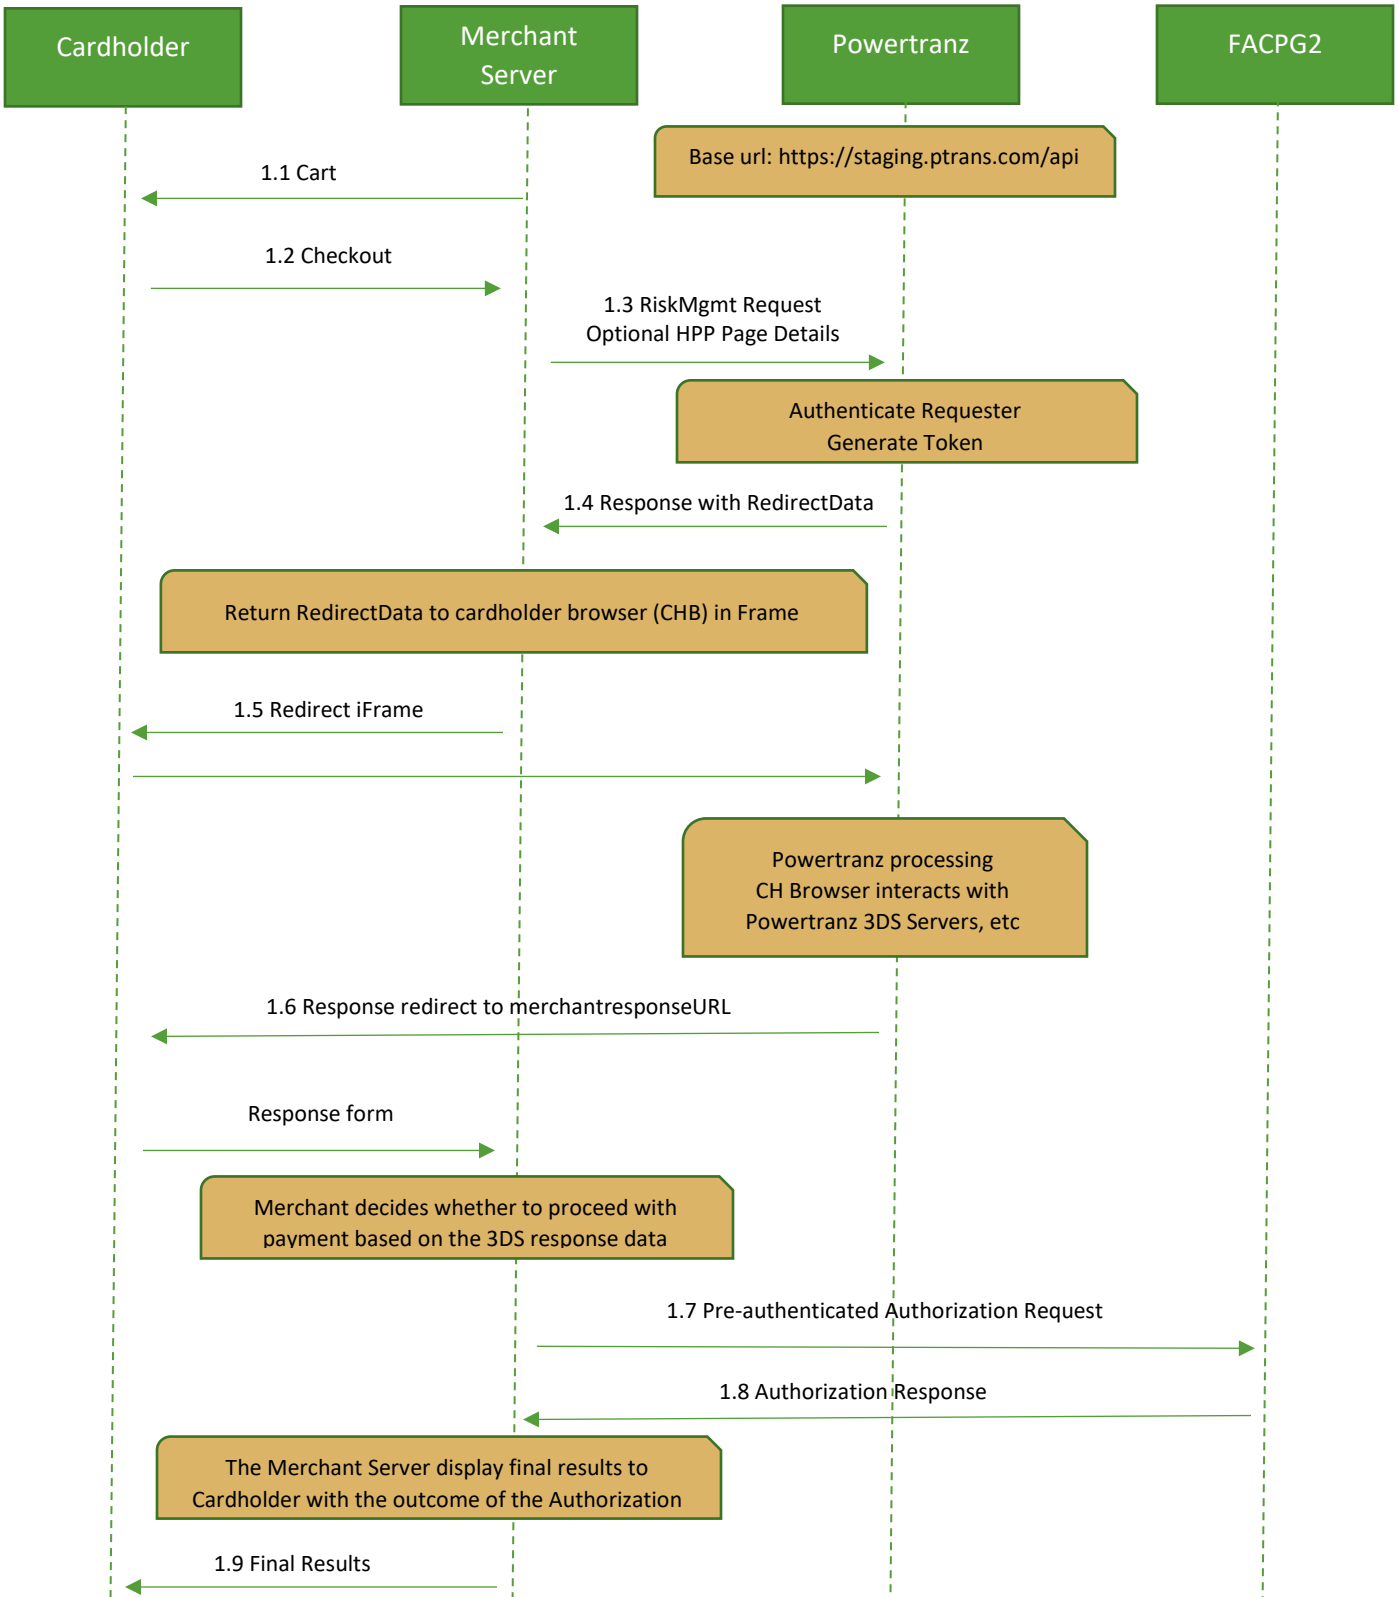 Cardholder
Merchant
Server
Powertranz
FACPG2
Base url: https://staging.ptrans.com/api
1.1 Cart
1.2 Checkout
1.3 RiskMgmt Request
Optional HPP Page Details
Authenticate Requester
Generate Token
1.4 Response with RedirectData
Return RedirectData to cardholder browser (CHB) in Frame
1.5 Redirect iFrame
Powertranz processing
CH Browser interacts with
Powertranz 3DS Servers, etc
1.6 Response redirect to merchantresponseURL
Response form
Merchant decides whether to proceed with
payment based on the 3DS response data
1.7 Pre-authenticated Authorization Request
1.8 Authorization Response
The Merchant Server display final results to
Cardholder with the outcome of the Authorization
1.9 Final Results